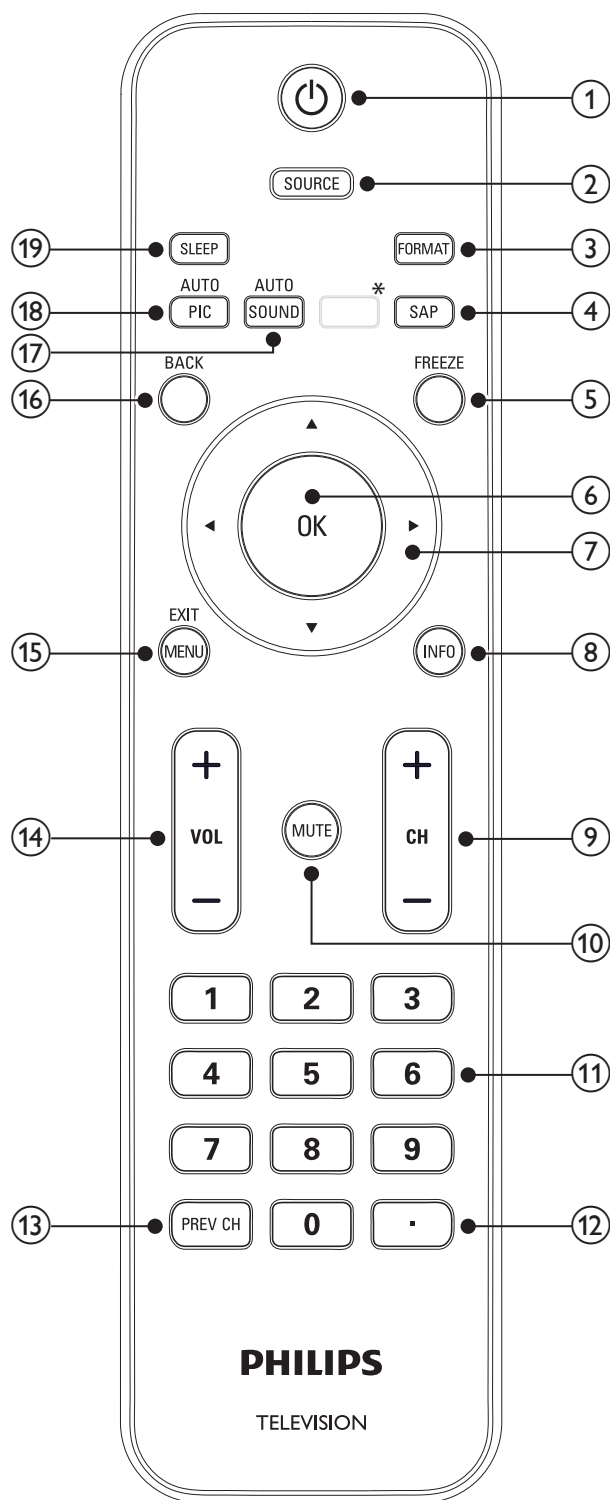 ①
SOURCE ②
⑲ SLEEP FORMAT ③
AUTO AUTO *
⑱ PIC SOUND SAP ④
⑰
BACK FREEZE
⑯ ⑤
⑥
OK
⑦
EXIT
⑮ MENU INFO ⑧
+ +
⑭ VOL MUTE CH ⑨
− −
⑩
1 2 3
4 5 6 ⑪
7 8 9
⑬ PREV CH 0 . ⑫
PHILIPS
TELEVISION